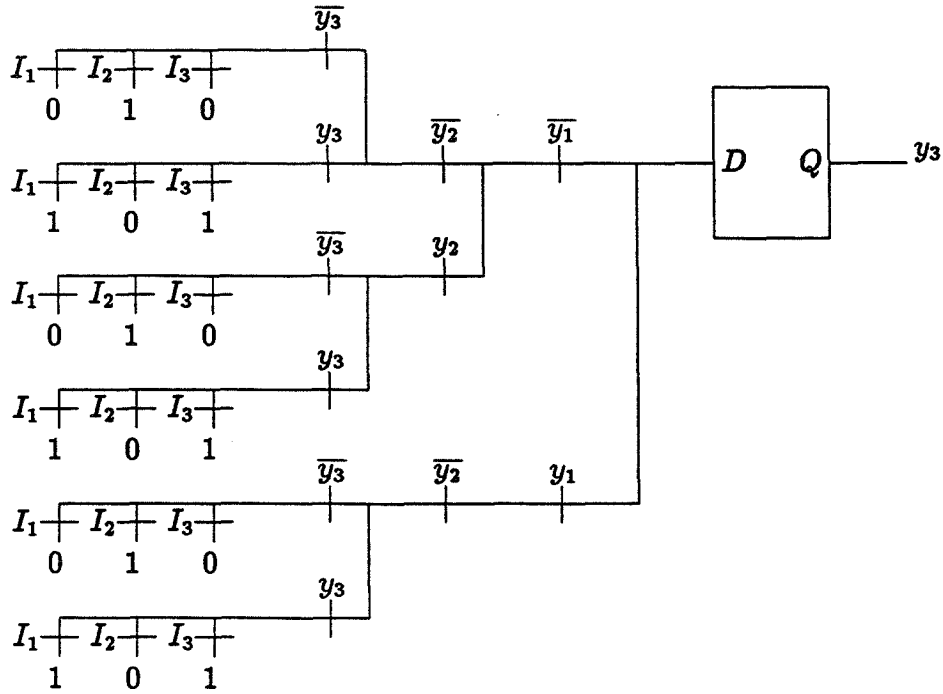 y̅₃
I₁ I₂ I₃
0 1 0
y₃ y̅₂ y̅₁
D Q y₃
I₁ I₂ I₃
1 0 1
y̅₃ y₂
I₁ I₂ I₃
0 1 0
y₃
I₁ I₂ I₃
1 0 1
y̅₃ y̅₂ y₁
I₁ I₂ I₃
0 1 0
y₃
I₁ I₂ I₃
1 0 1